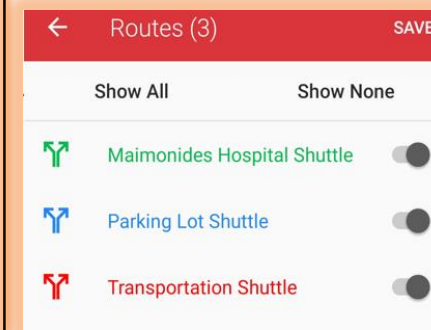 Routes (3) SAVE
Show All Show None
Maimonides Hospital Shuttle
Parking Lot Shuttle
Transportation Shuttle